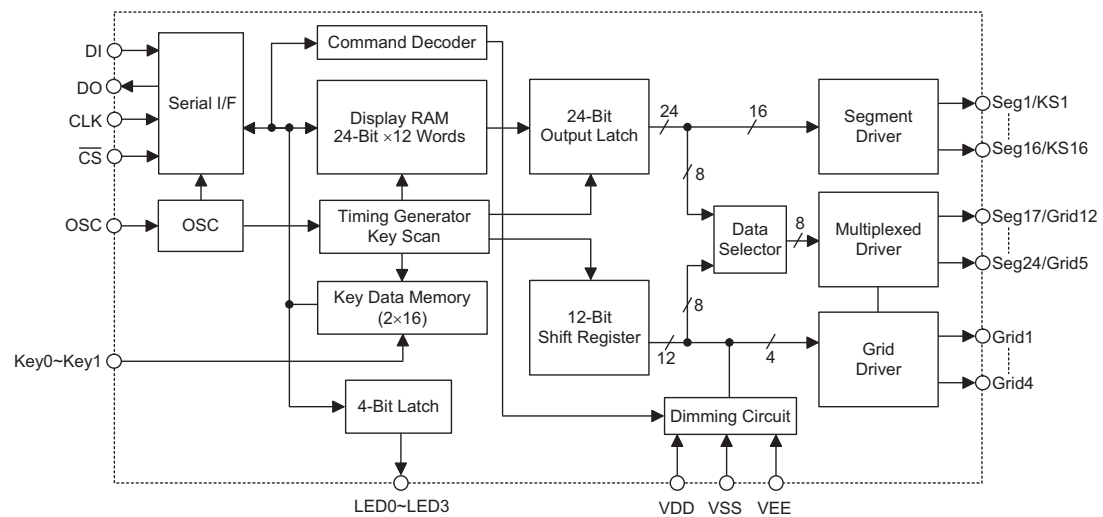 DI
DO
CLK
CS
OSC
Key0~Key1
Serial I/F
OSC
Command Decoder
Display RAM
24-Bit ×12 Words
Timing Generator
Key Scan
Key Data Memory
(2×16)
4-Bit Latch
LED0~LED3
24-Bit
Output Latch
12-Bit
Shift Register
24
16
8
8
8
12
4
Data
Selector
Dimming Circuit
VDD
VSS
VEE
Segment
Driver
Multiplexed
Driver
Grid
Driver
Seg1/KS1
Seg16/KS16
Seg17/Grid12
Seg24/Grid5
Grid1
Grid4